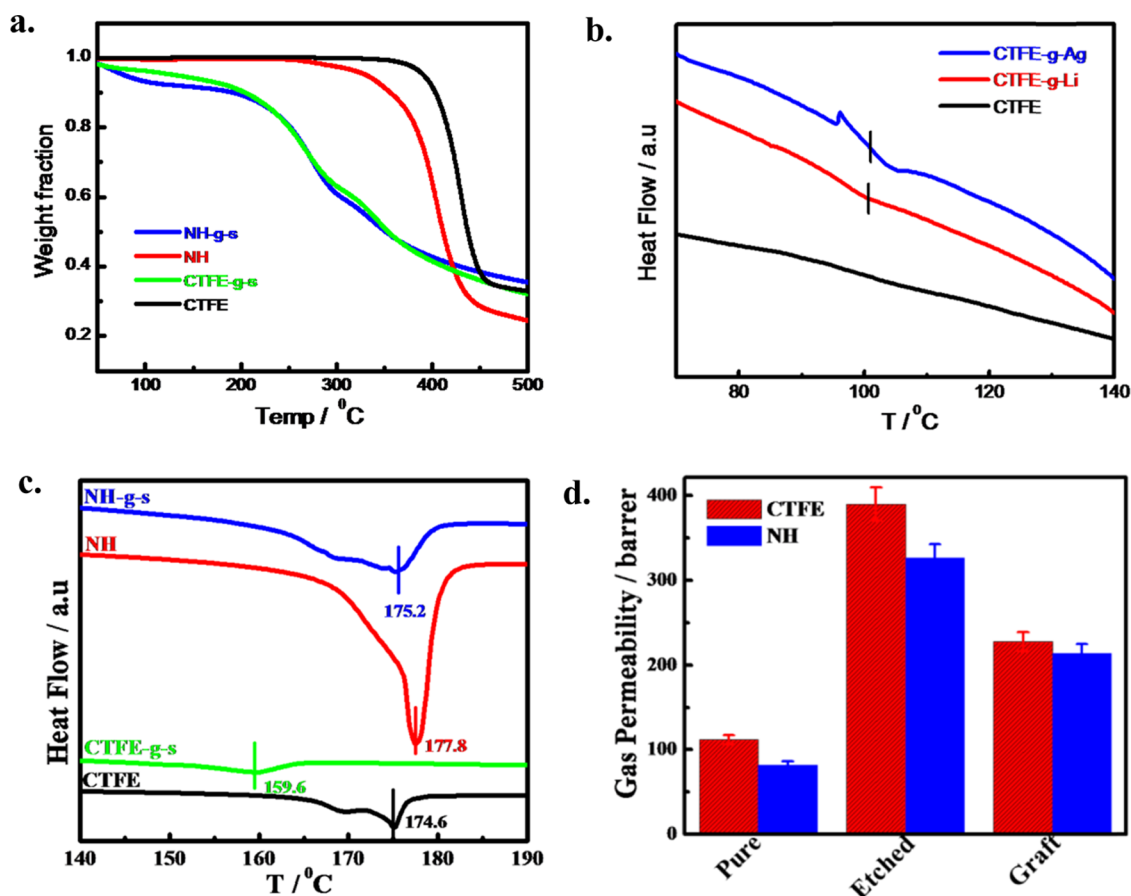 a.
1.0
0.8
0.6
0.4
0.2
Weight fraction
NH-g-s
NH
CTFE-g-s
CTFE
100 200 300 400 500
Temp / ⁰C
b.
CTFE-g-Ag
CTFE-g-Li
CTFE
Heat Flow / a.u
80 100 120 140
T / ⁰C
c.
NH-g-s
NH
175.2
177.8
CTFE-g-s
159.6
CTFE
174.6
Heat Flow / a.u
140 150 160 170 180 190
T / ⁰C
d.
CTFE
NH
400
300
200
100
0
Gas Permeability / barrer
Pure Etched Graft